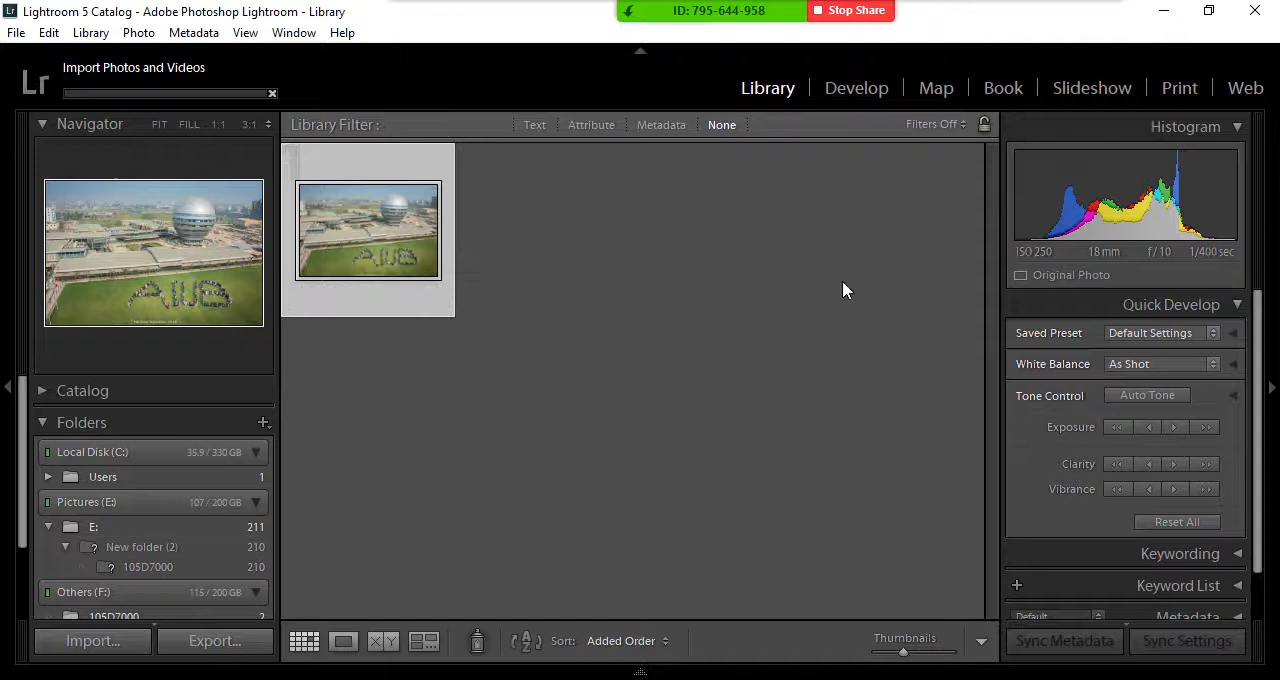 Lightroom 5 Catalog - Adobe Photoshop Lightroom - Library
ID: 795-644-958
Stop Share
File Edit Library Photo Metadata View Window Help
Lr
Import Photos and Videos
Library Develop Map Book Slideshow Print Web
Navigator FIT FILL 1:1 3:1
Library Filter : Text Attribute Metadata None Filters Off
Histogram
AIUB
AIUB
ISO 250 18 mm f / 10 1/400 sec
Original Photo
Quick Develop
Saved Preset Default Settings
White Balance As Shot
Tone Control Auto Tone
Exposure
Clarity
Vibrance
Reset All
Catalog
Folders
Local Disk (C:) 35.9 / 330 GB
Users 1
Pictures (E:) 107 / 200 GB
E: 211
New folder (2) 210
105D7000 210
Others (F:) 115 / 200 GB
105D7000 2
Keywording
Keyword List
Default Metadata
Import... Export...
XY
Sort: Added Order
Thumbnails
Sync Metadata Sync Settings